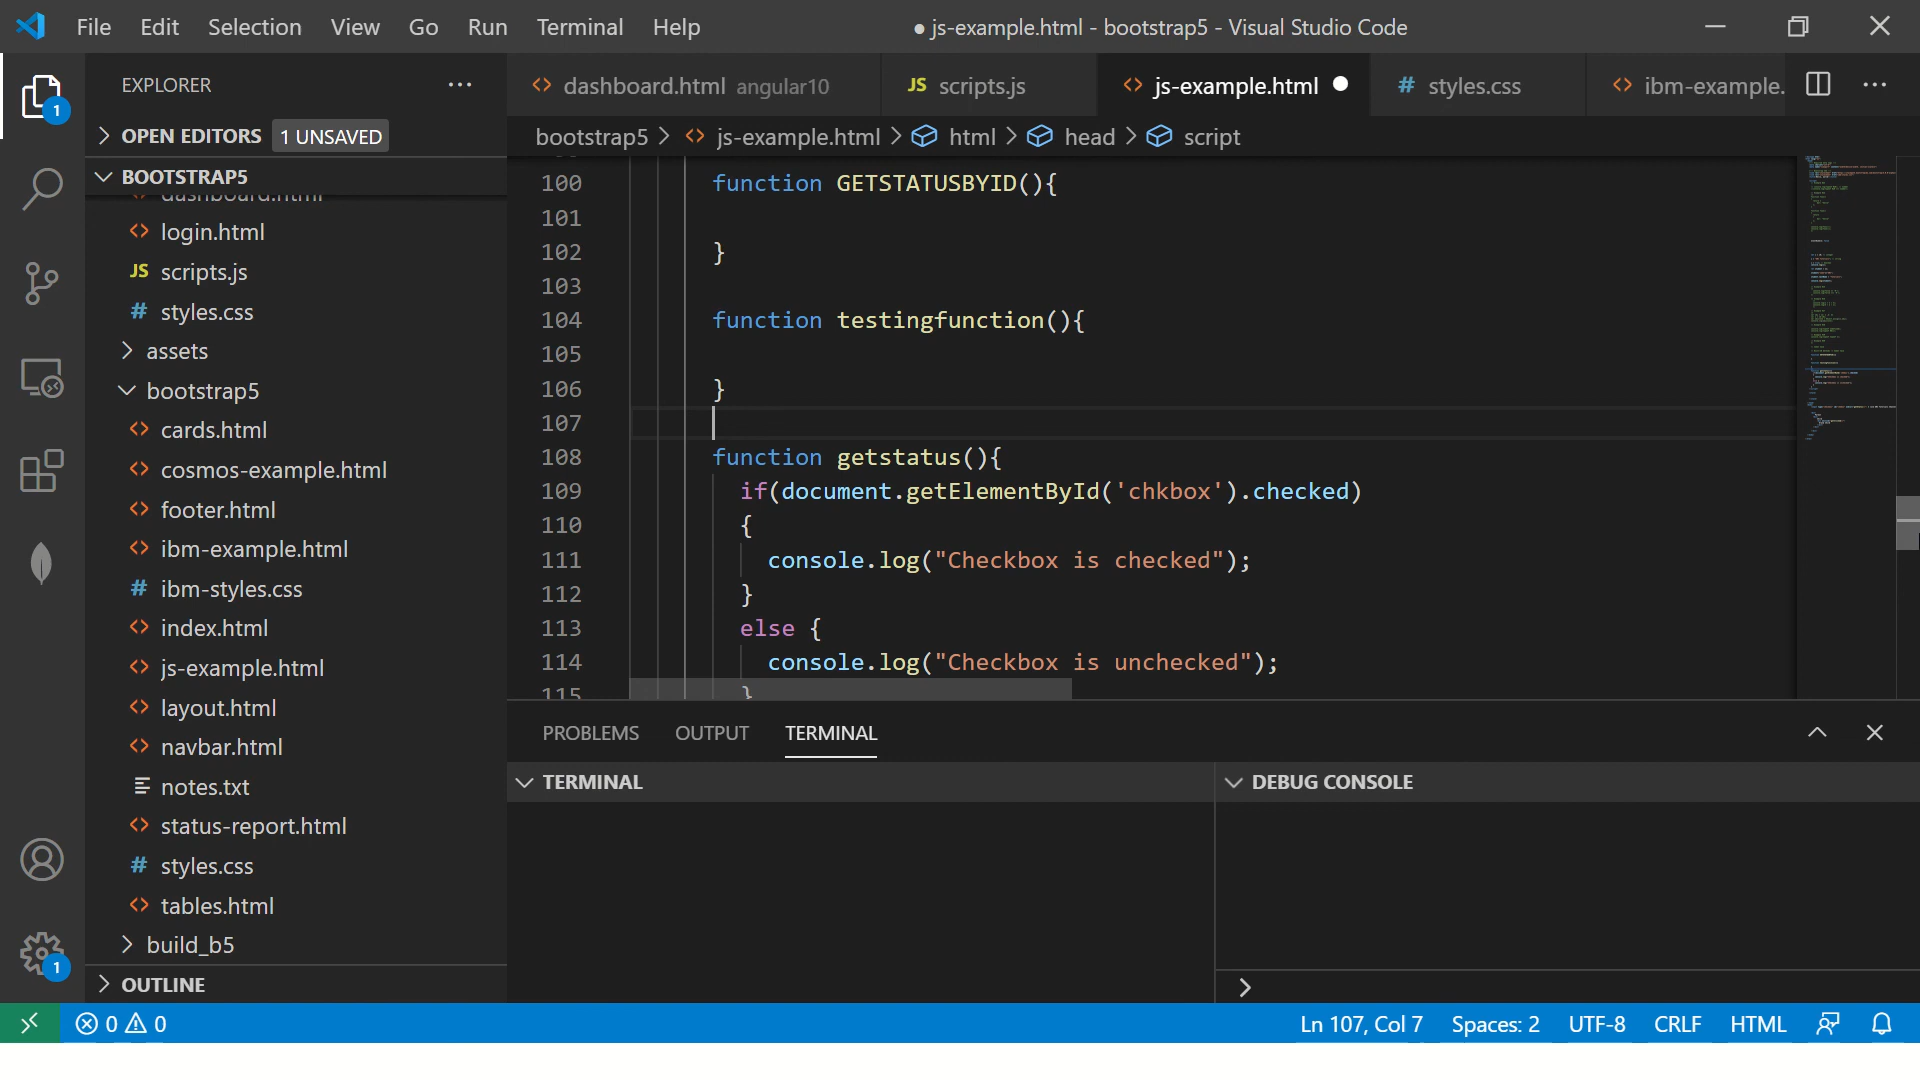 File Edit Selection View Go Run Terminal Help
● js-example.html - bootstrap5 - Visual Studio Code
EXPLORER
OPEN EDITORS 1 UNSAVED
BOOTSTRAP5
dashboard.html
login.html
JS scripts.js
# styles.css
assets
bootstrap5
cards.html
cosmos-example.html
footer.html
ibm-example.html
# ibm-styles.css
index.html
js-example.html
layout.html
navbar.html
notes.txt
status-report.html
# styles.css
tables.html
build_b5
OUTLINE
1
1
dashboard.html angular10 JS scripts.js js-example.html ● # styles.css ibm-example.
bootstrap5 > js-example.html > html > head > script
100 function GETSTATUSBYID(){
101
102 }
103
104 function testingfunction(){
105
106 }
107
108 function getstatus(){
109 if(document.getElementById('chkbox').checked)
110 {
111 console.log("Checkbox is checked");
112 }
113 else {
114 console.log("Checkbox is unchecked");
115 }
PROBLEMS OUTPUT TERMINAL
TERMINAL
DEBUG CONSOLE
>
0 0
Ln 107, Col 7 Spaces: 2 UTF-8 CRLF HTML